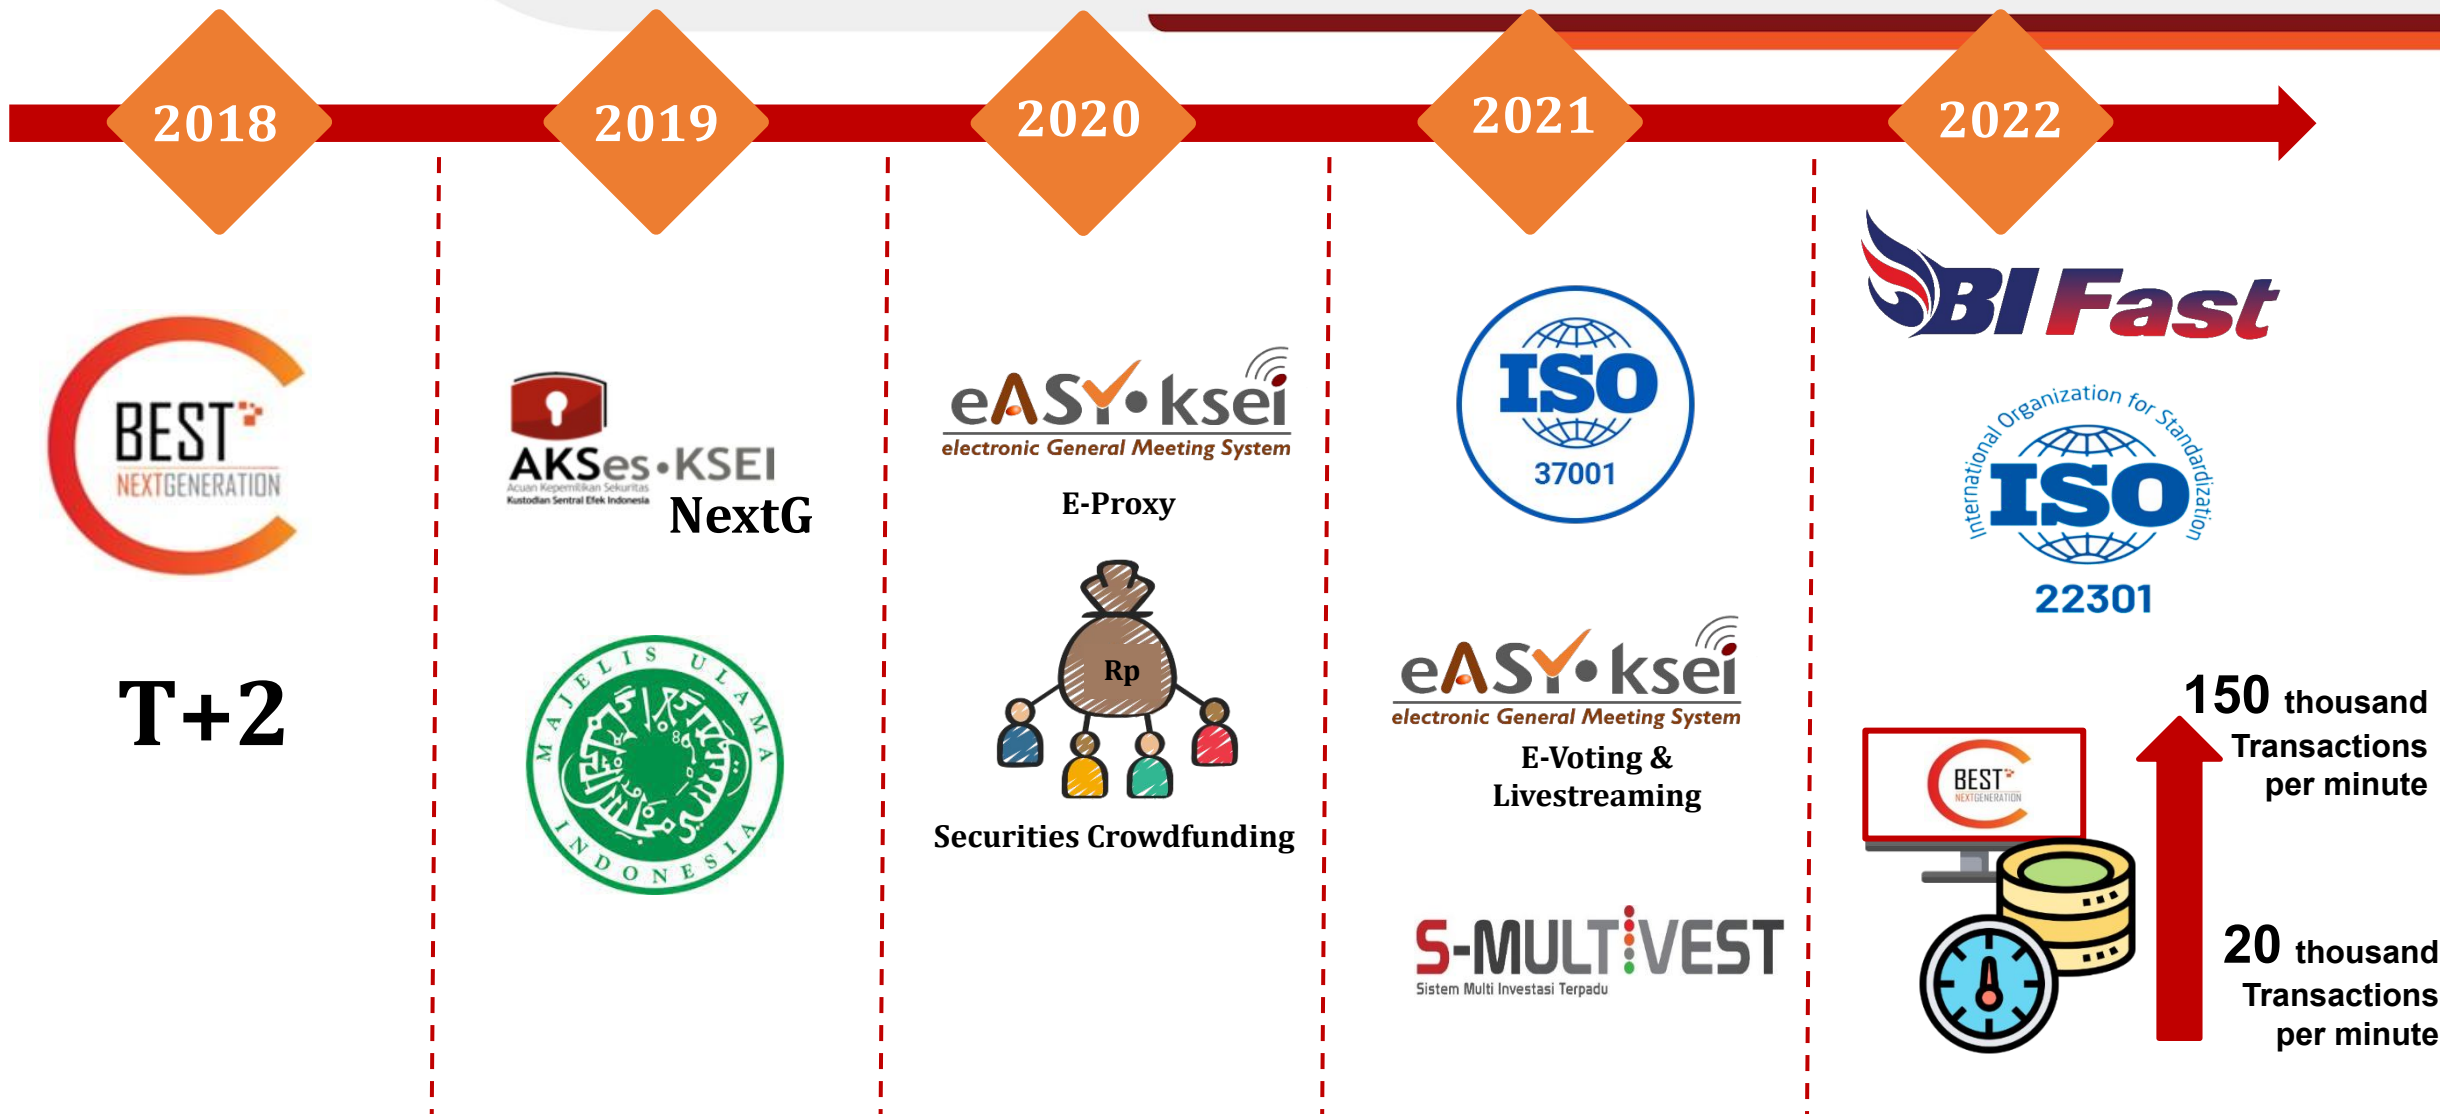 2018
2019
2020
2021
2022
BEST
NEXTGENERATION
T+2
AKSes•KSEI
Acuan Kepemilikan Sekuritas
Kustodian Sentral Efek Indonesia
NextG
MAJELIS ULAMA
INDONESIA
eASY•ksei
electronic General Meeting System
E-Proxy
Rp
Securities Crowdfunding
ISO
37001
eASY•ksei
electronic General Meeting System
E-Voting &
Livestreaming
S-MULTIVEST
Sistem Multi Investasi Terpadu
BI Fast
International Organization for Standardization
ISO
22301
150 thousand
Transactions
per minute
BEST
NEXTGENERATION
20 thousand
Transactions
per minute